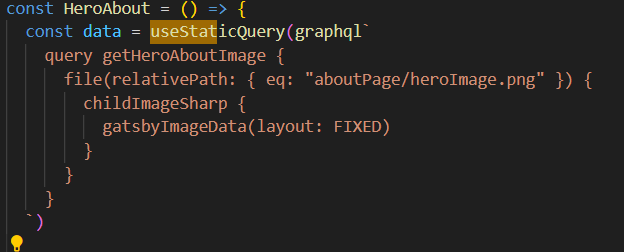 const HeroAbout = () => {
  const data = useStaticQuery(graphql`
    query getHeroAboutImage {
      file(relativePath: { eq: "aboutPage/heroImage.png" }) {
        childImageSharp {
          gatsbyImageData(layout: FIXED)
        }
      }
    }
  `)